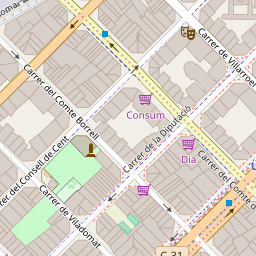 Carrer de Villarroel
Carrer del Comte Borrell
Consum
Carrer de la Diputació
Dia
Carrer del Consell de Cent
Carrer del Comte
Carrer de Viladomat
C-31